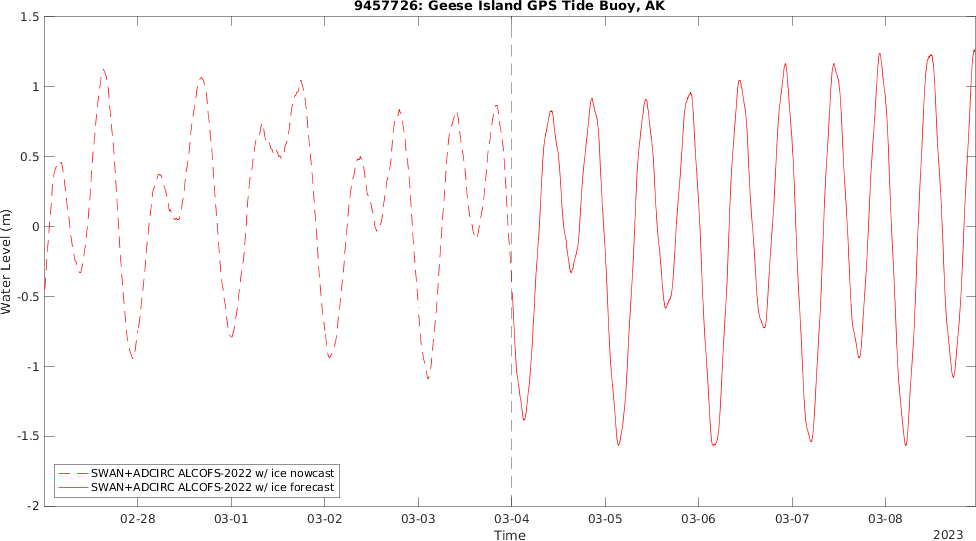 9457726: Geese Island GPS Tide Buoy, AK
1.5
1
0.5
0
-0.5
-1
-1.5
-2
Water Level (m)
SWAN+ADCIRC ALCOFS-2022 w/ ice nowcast
SWAN+ADCIRC ALCOFS-2022 w/ ice forecast
02-28 03-01 03-02 03-03 03-04 03-05 03-06 03-07 03-08
Time
2023